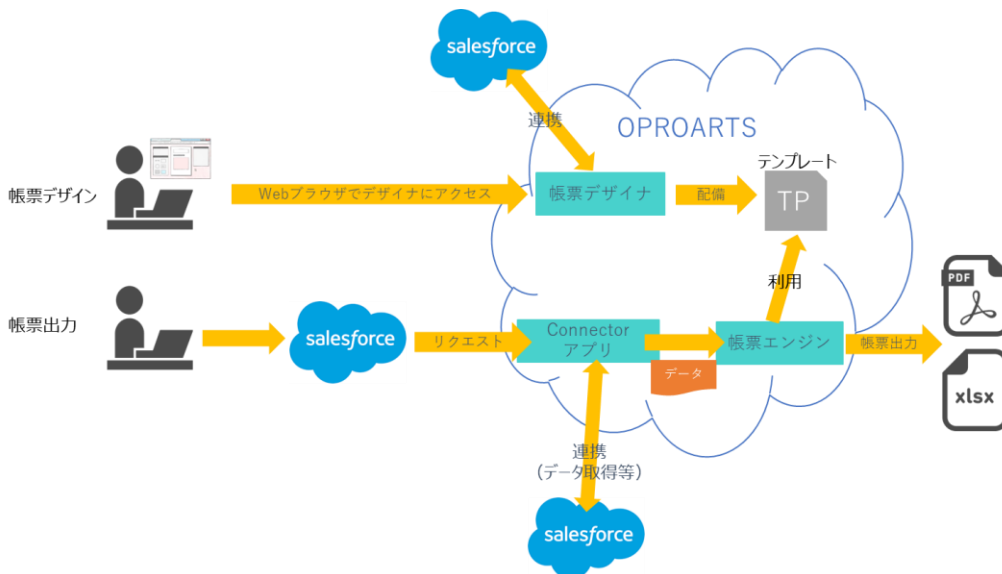 salesforce
連携
OPROARTS
テンプレート
帳票デザイン
Webブラウザでデザイナにアクセス
帳票デザイナ
配備
TP
利用
PDF
帳票出力
salesforce
リクエスト
Connector
アプリ
帳票エンジン
帳票出力
データ
xlsx
連携
(データ取得等)
salesforce